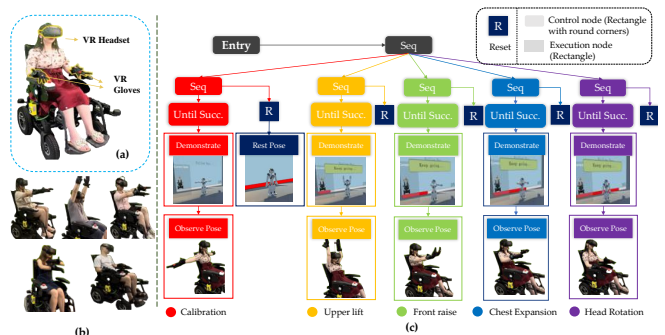 VR Headset
VR
Gloves
(a)
(b)
Entry
Seq
R
Reset
Control node (Rectangle
with round corners)
Execution node
(Rectangle)
Seq
Seq
Seq
Seq
Seq
Until Succ.
R
Until Succ.
R
Until Succ.
R
Until Succ.
R
Until Succ.
R
Demonstrate
Rest Pose
Demonstrate
Demonstrate
Demonstrate
Demonstrate
Observe Pose
Observe Pose
Observe Pose
Observe Pose
Observe Pose
Calibration
Upper lift
Front raise
Chest Expansion
Head Rotation
(c)